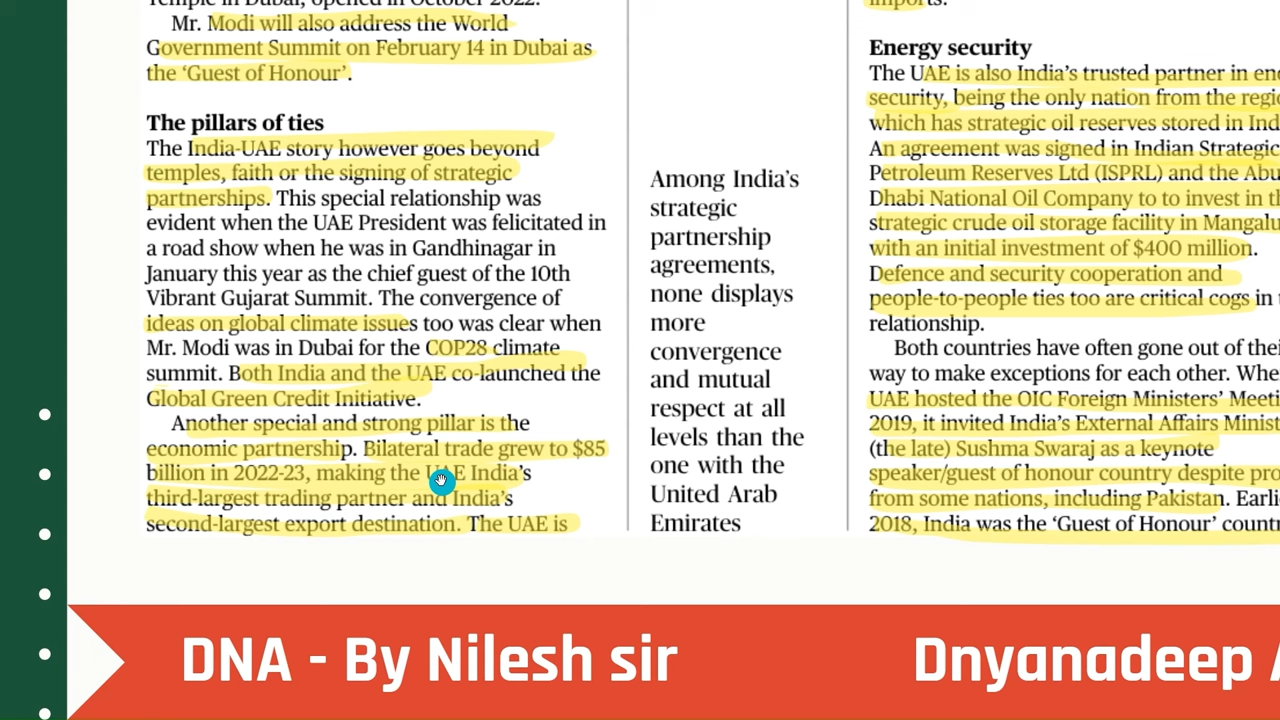 Temple in Dubai, opened in October 2022.
Mr. Modi will also address the World
Government Summit on February 14 in Dubai as
the ‘Guest of Honour’.
The pillars of ties
The India-UAE story however goes beyond
temples, faith or the signing of strategic
partnerships. This special relationship was
evident when the UAE President was felicitated in
a road show when he was in Gandhinagar in
January this year as the chief guest of the 10th
Vibrant Gujarat Summit. The convergence of
ideas on global climate issues too was clear when
Mr. Modi was in Dubai for the COP28 climate
summit. Both India and the UAE co-launched the
Global Green Credit Initiative.
Another special and strong pillar is the
economic partnership. Bilateral trade grew to $85
billion in 2022-23, making the UAE India’s
third-largest trading partner and India’s
second-largest export destination. The UAE is
Among India’s
strategic
partnership
agreements,
none displays
more
convergence
and mutual
respect at all
levels than the
one with the
United Arab
Emirates
imports.
Energy security
The UAE is also India’s trusted partner in
security, being the only nation from the
which has strategic oil reserves stored in
An agreement was signed in Indian Strategic
Petroleum Reserves Ltd (ISPRL) and the
Dhabi National Oil Company to to invest in
strategic crude oil storage facility in
with an initial investment of $400 million.
Defence and security cooperation and
people-to-people ties too are critical cogs in
relationship.
Both countries have often gone out of
way to make exceptions for each other.
UAE hosted the OIC Foreign Ministers’
2019, it invited India’s External Affairs
(the late) Sushma Swaraj as a keynote
speaker/guest of honour country despite
from some nations, including Pakistan.
2018, India was the ‘Guest of Honour’
DNA - By Nilesh sir
Dnyanadeep